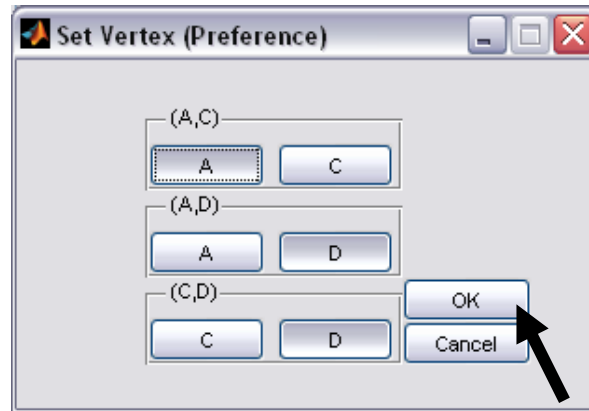 Set Vertex (Preference)
(A,C)
A C
(A,D)
A D
(C,D)
C D
OK
Cancel